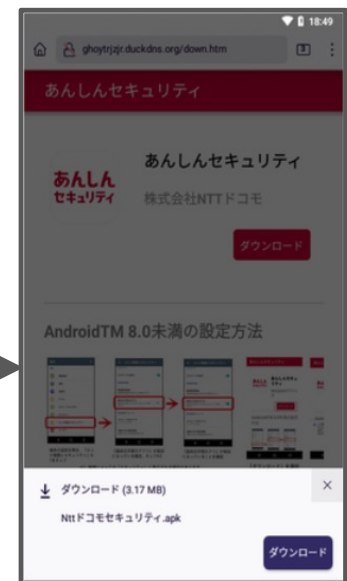 18:49
ghoytrjzjr.duckdns.org/down.htm
あんしんセキュリティ
あんしん
セキュリティ
あんしんセキュリティ
株式会社NTTドコモ
ダウンロード
AndroidTM 8.0未満の設定方法
ダウンロード (3.17 MB)
Nttドコモセキュリティ.apk
ダウンロード